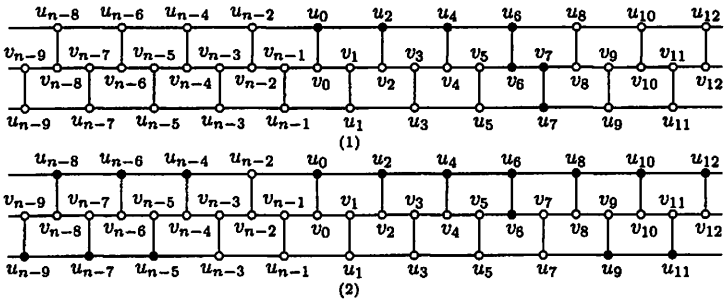 u_{n-8} u_{n-6} u_{n-4} u_{n-2} u_0 u_2 u_4 u_6 u_8 u_{10} u_{12}
v_{n-9} v_{n-7} v_{n-5} v_{n-3} v_{n-1} v_1 v_3 v_5 v_7 v_9 v_{11}
v_{n-8} v_{n-6} v_{n-4} v_{n-2} v_0 v_2 v_4 v_6 v_8 v_{10} v_{12}
u_{n-9} u_{n-7} u_{n-5} u_{n-3} u_{n-1} u_1 u_3 u_5 u_7 u_9 u_{11}
(1)
u_{n-8} u_{n-6} u_{n-4} u_{n-2} u_0 u_2 u_4 u_6 u_8 u_{10} u_{12}
v_{n-9} v_{n-7} v_{n-5} v_{n-3} v_{n-1} v_1 v_3 v_5 v_7 v_9 v_{11}
v_{n-8} v_{n-6} v_{n-4} v_{n-2} v_0 v_2 v_4 v_6 v_8 v_{10} v_{12}
u_{n-9} u_{n-7} u_{n-5} u_{n-3} u_{n-1} u_1 u_3 u_5 u_7 u_9 u_{11}
(2)